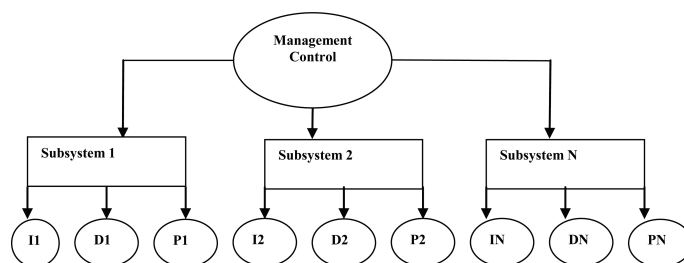 Management
Control
Subsystem 1
Subsystem 2
Subsystem N
I1
D1
P1
I2
D2
P2
IN
DN
PN